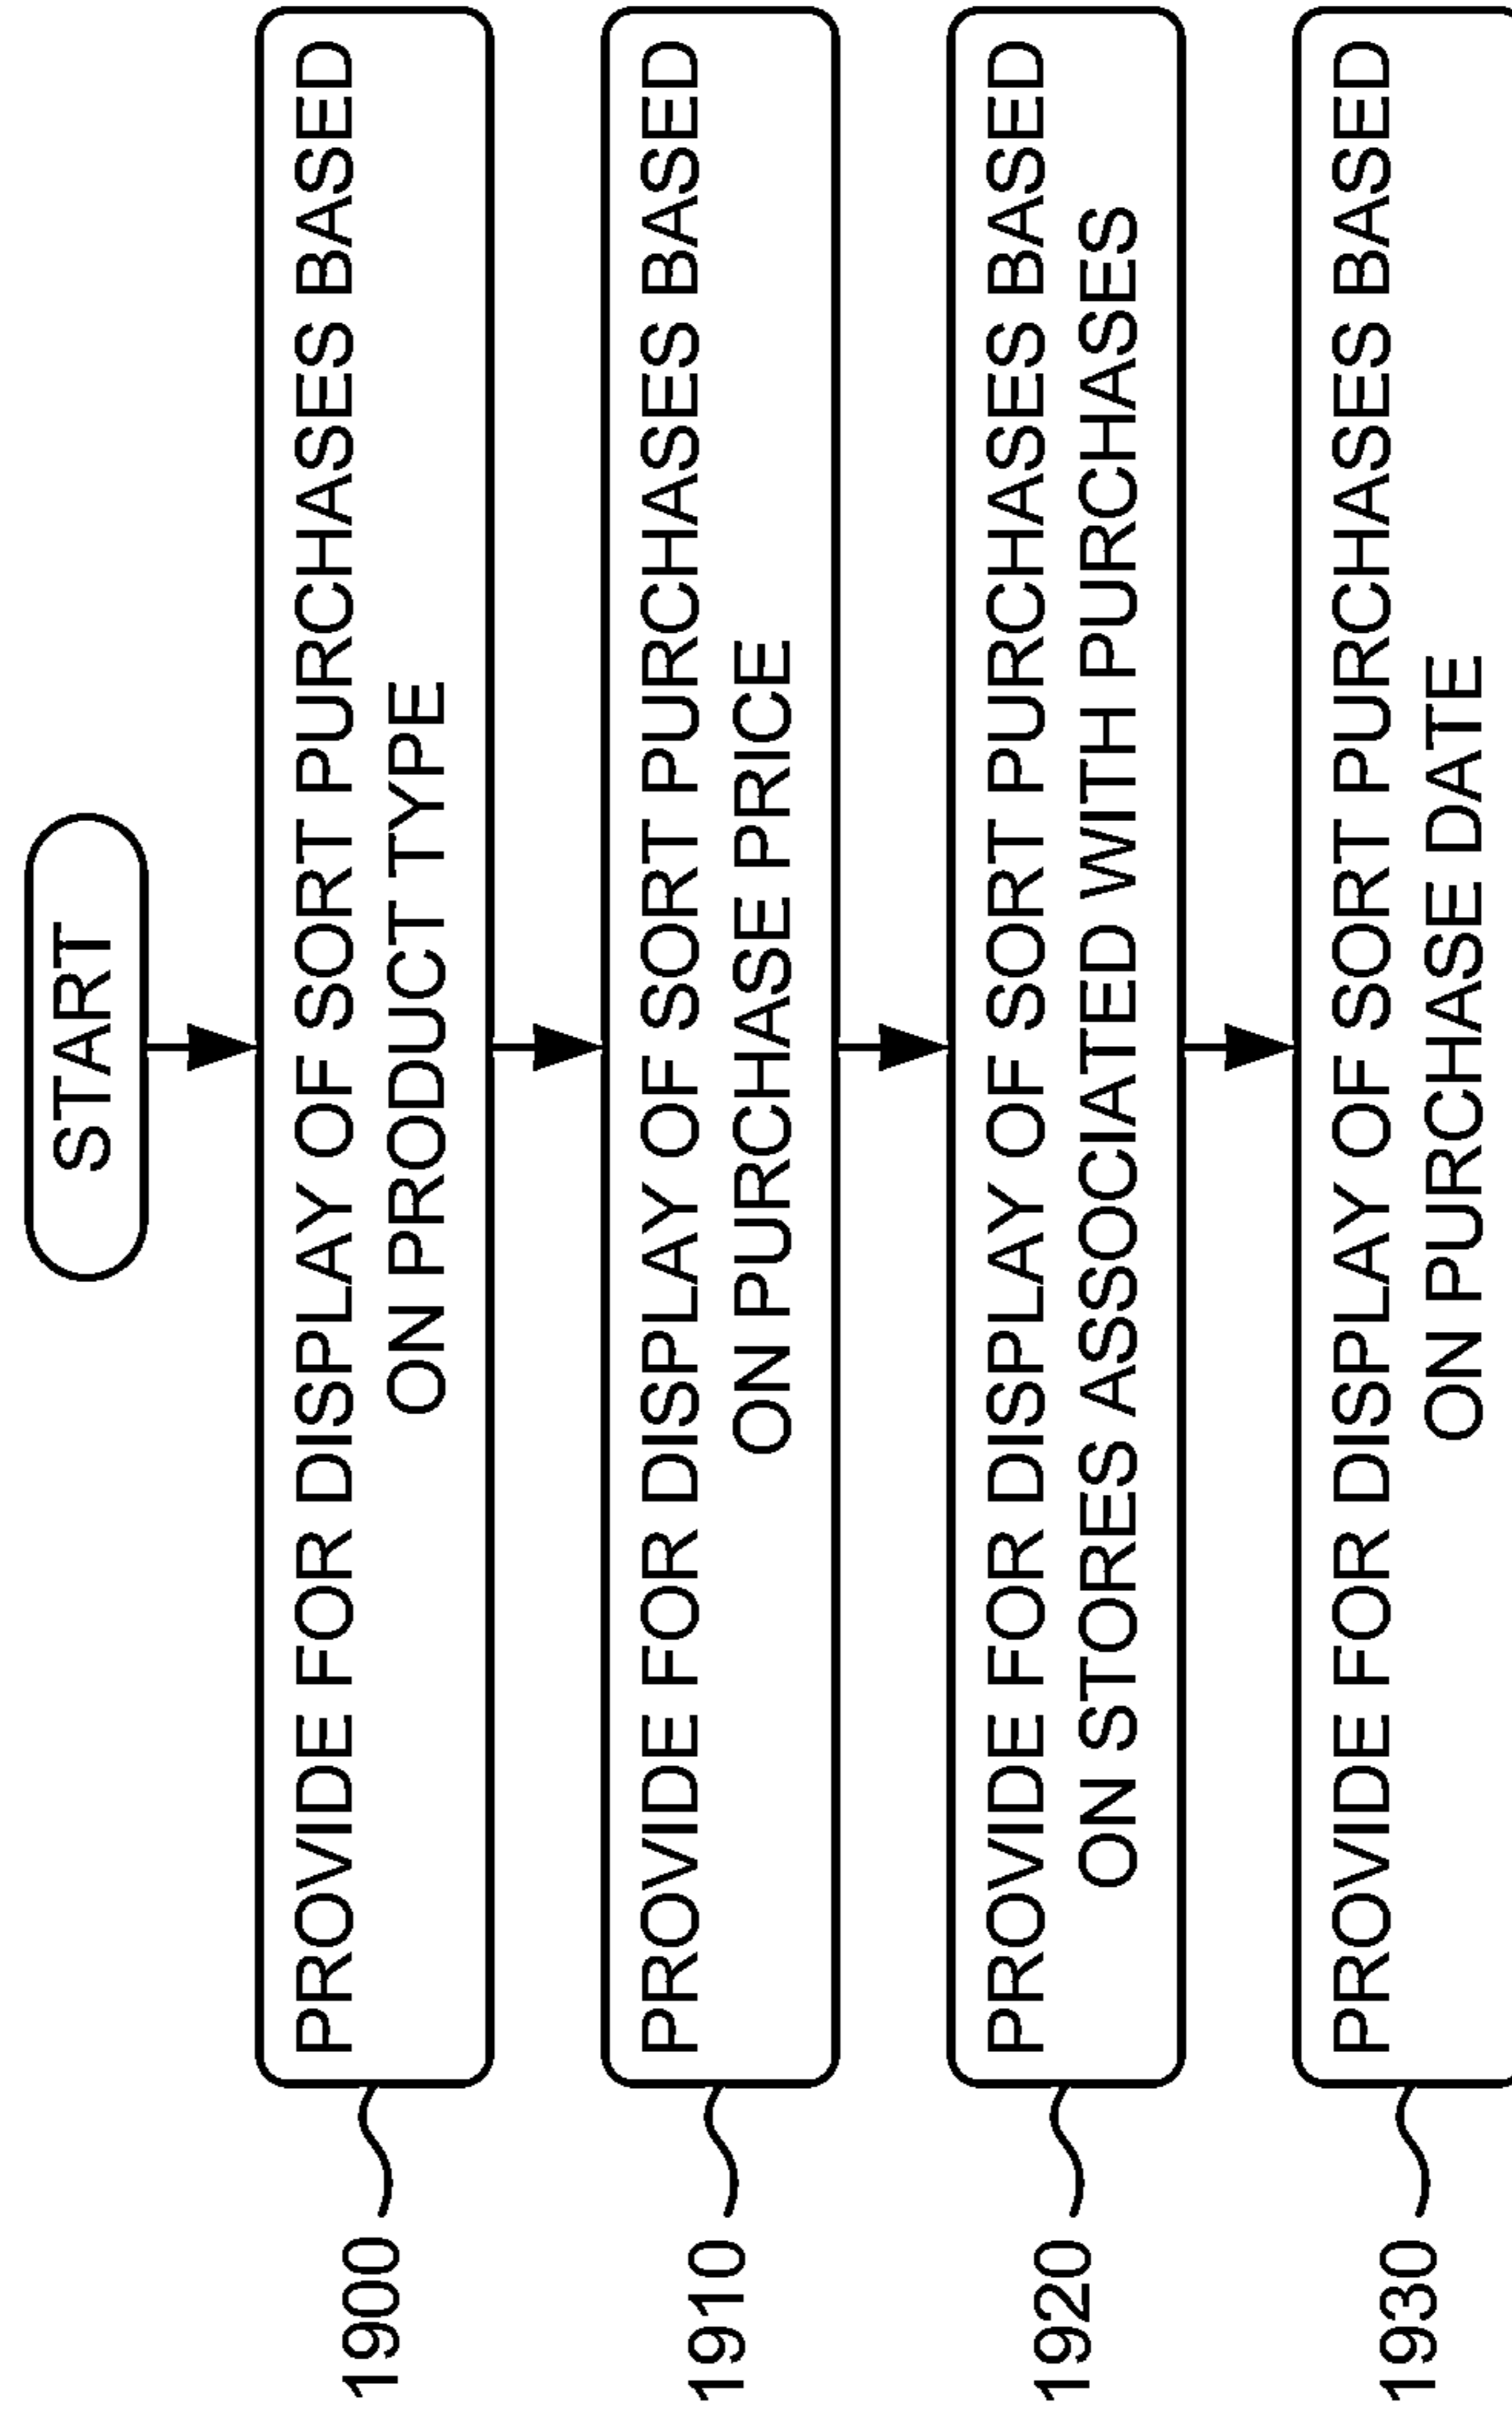 START
1900
PROVIDE FOR DISPLAY OF SORT PURCHASES BASED
ON PRODUCT TYPE
1910
PROVIDE FOR DISPLAY OF SORT PURCHASES BASED
ON PURCHASE PRICE
1920
PROVIDE FOR DISPLAY OF SORT PURCHASES BASED
ON STORES ASSOCIATED WITH PURCHASES
1930
PROVIDE FOR DISPLAY OF SORT PURCHASES BASED
ON PURCHASE DATE